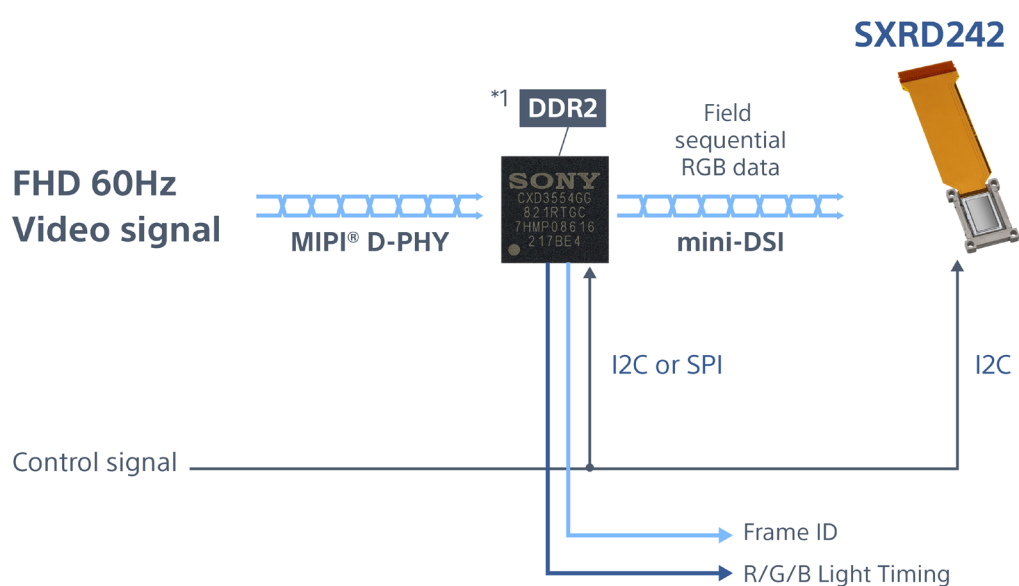 SXRD242
*1
DDR2
Field
sequential
RGB data
FHD 60Hz
Video signal
MIPI® D-PHY
SONY
CXD3554GG
821RTGC
7HMP08616
217BE4
mini-DSI
I2C or SPI
I2C
Control signal
Frame ID
R/G/B Light Timing